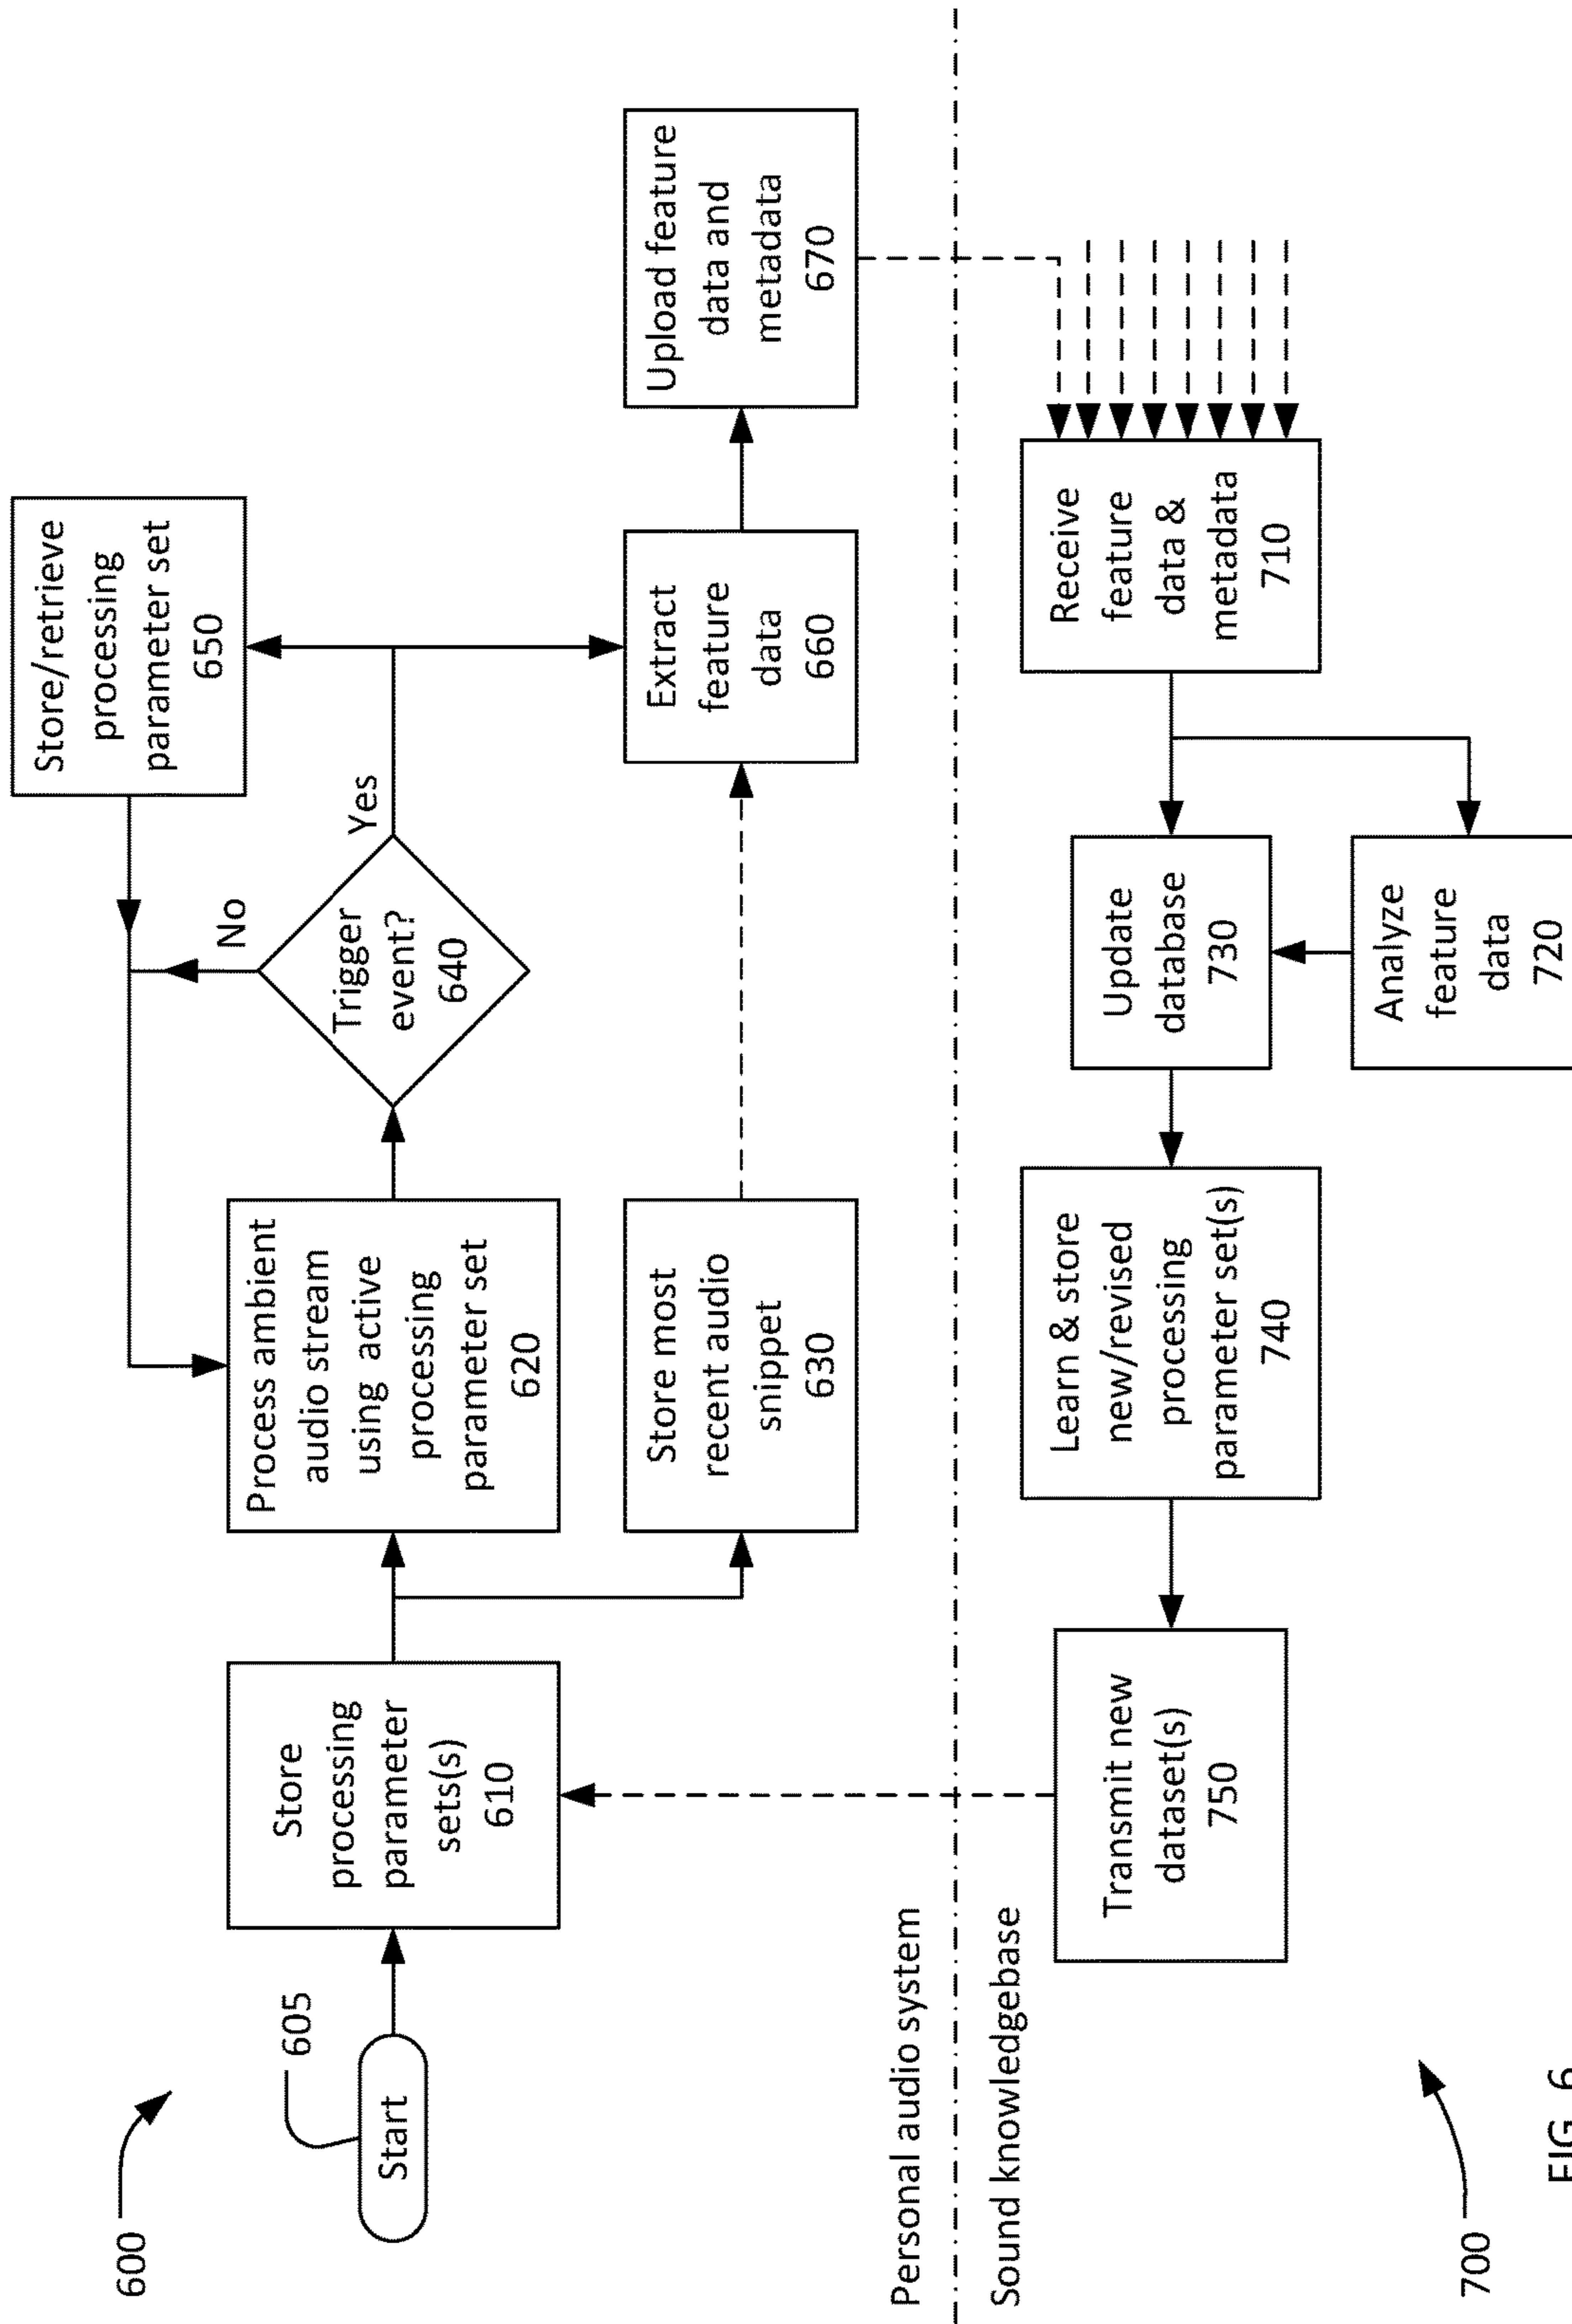 600
605
Start
Store
processing
parameter
sets(s)
610
Process ambient
audio stream
using active
processing
parameter set
620
Store most
recent audio
snippet
630
Trigger
event?
640
No
Yes
Store/retrieve
processing
parameter set
650
Extract
feature
data
660
Upload feature
data and
metadata
670
Personal audio system
Sound knowledgebase
Receive
feature
data &
metadata
710
Analyze
feature
data
720
Update
database
730
Learn & store
new/revised
processing
parameter set(s)
740
Transmit new
dataset(s)
750
700
FIG. 6